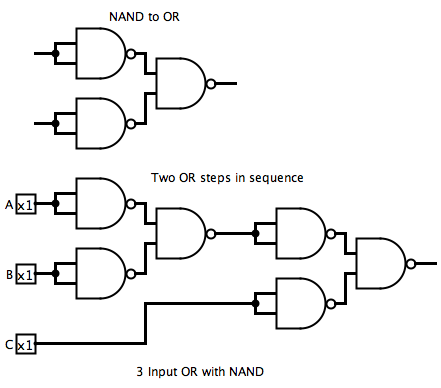 NAND to OR
Two OR steps in sequence
A x1
B x1
C x1
3 Input OR with NAND